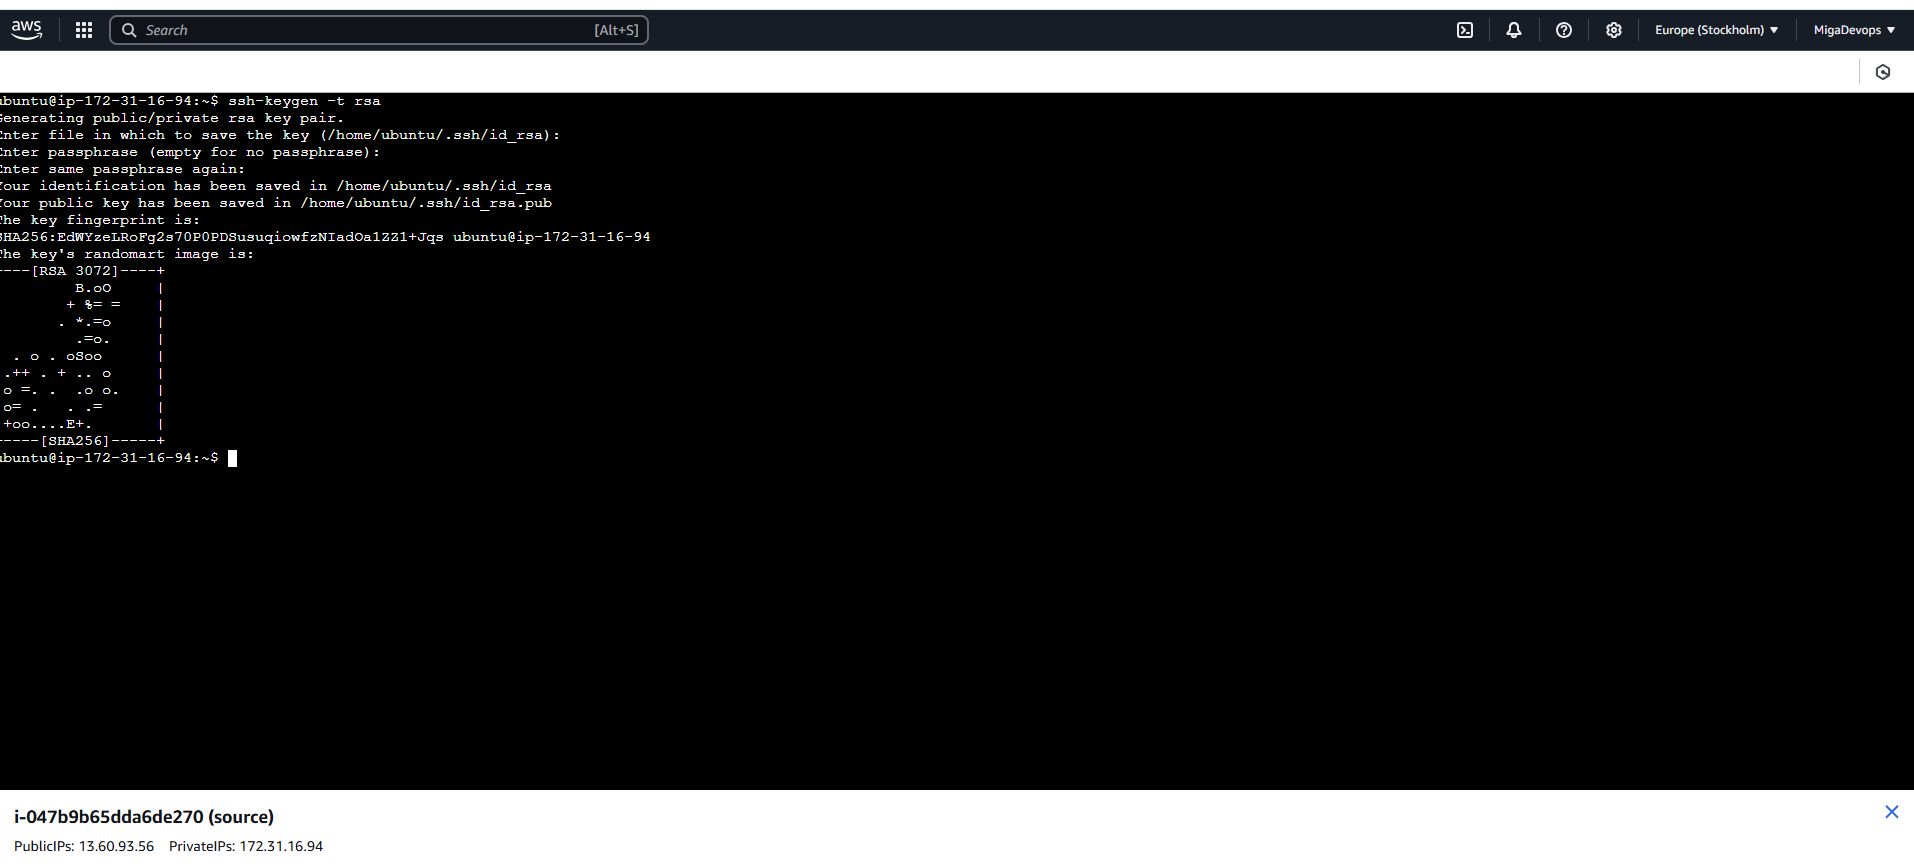 aws
Search [Alt+S] Europe (Stockholm) MigaDevops
ubuntu@ip-172-31-16-94:~$ ssh-keygen -t rsa
Generating public/private rsa key pair.
Enter file in which to save the key (/home/ubuntu/.ssh/id_rsa):
Enter passphrase (empty for no passphrase):
Enter same passphrase again:
Your identification has been saved in /home/ubuntu/.ssh/id_rsa
Your public key has been saved in /home/ubuntu/.ssh/id_rsa.pub
The key fingerprint is:
SHA256:EdWYzeLRoFg2s70P0PDSusuqiowfzNIadOa1ZZ1+Jqs ubuntu@ip-172-31-16-94
The key's randomart image is:
----[RSA 3072]----+
        B.oO     |
       + %= =    |
      . *.=o     |
        .=o.     |
 . o . oSoo      |
.++ . + .. o     |
o =. .  .o o.    |
o= .   . .=      |
+oo....E+.       |
-----[SHA256]-----+
ubuntu@ip-172-31-16-94:~$
i-047b9b65dda6de270 (source)
PublicIPs: 13.60.93.56 PrivateIPs: 172.31.16.94